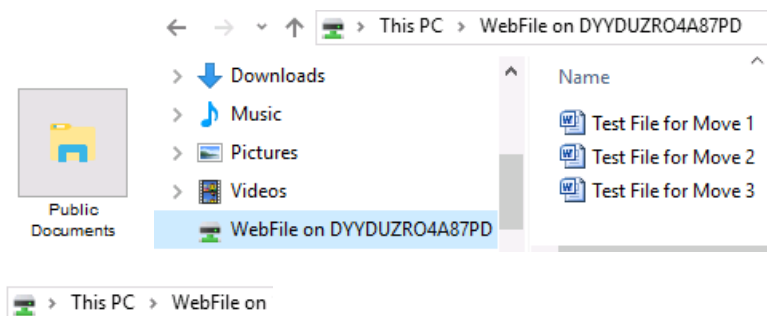 This PC > WebFile on DYYDUZRO4A87PD
Downloads
Music
Pictures
Videos
WebFile on DYYDUZRO4A87PD
Name
Test File for Move 1
Test File for Move 2
Test File for Move 3
Public
Documents
This PC > WebFile on